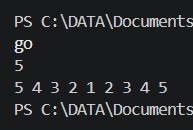 PS C:\DATA\Documents
go
5
5 4 3 2 1 2 3 4 5
PS C:\DATA\Documents